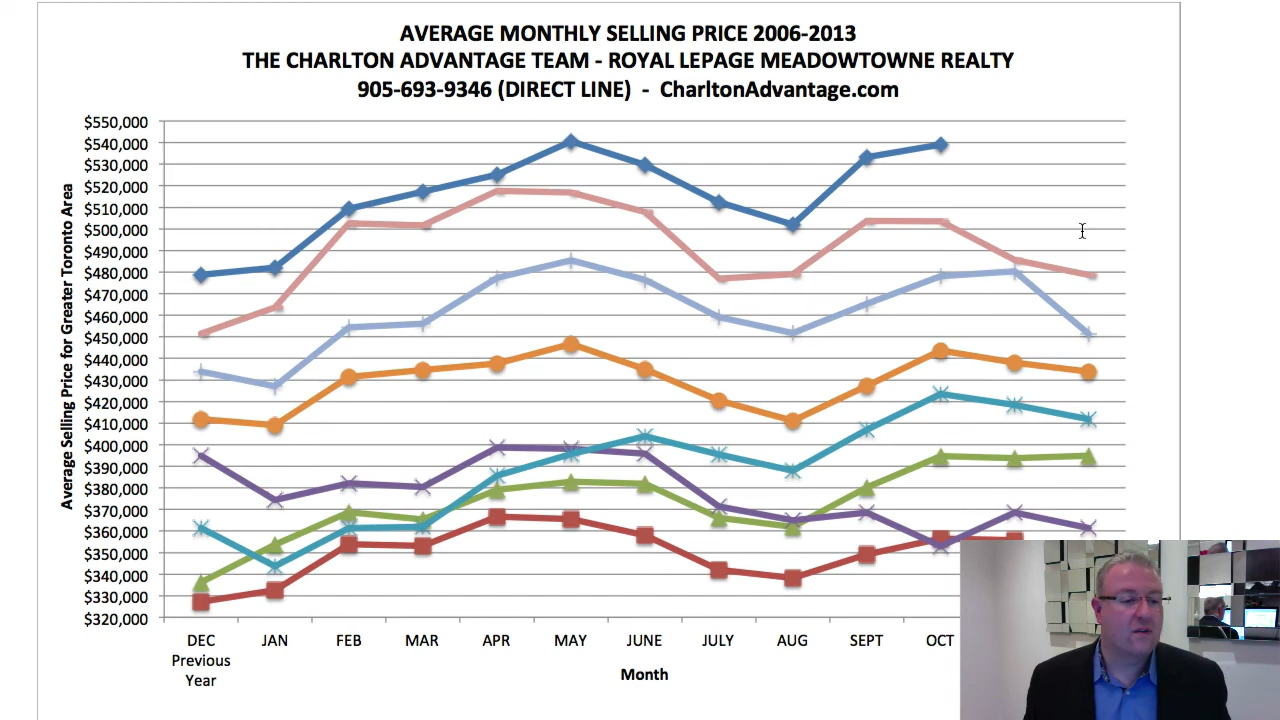 AVERAGE MONTHLY SELLING PRICE 2006-2013
THE CHARLTON ADVANTAGE TEAM - ROYAL LEPAGE MEADOWTOWNE REALTY
905-693-9346 (DIRECT LINE) - CharltonAdvantage.com
Average Selling Price for Greater Toronto Area
$550,000
$540,000
$530,000
$520,000
$510,000
$500,000
$490,000
$480,000
$470,000
$460,000
$450,000
$440,000
$430,000
$420,000
$410,000
$400,000
$390,000
$380,000
$370,000
$360,000
$350,000
$340,000
$330,000
$320,000
DEC Previous Year
JAN
FEB
MAR
APR
MAY
JUNE
JULY
AUG
SEPT
OCT
Month